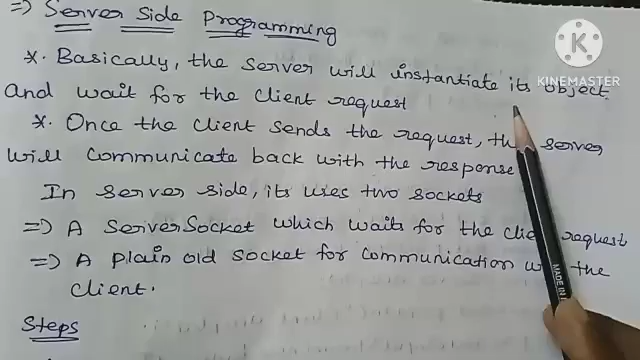 => Server Side Programming
* Basically, the server will instantiate its object
And wait for the client request
* Once the client sends the request, the server
will communicate back with the response
In server side, its uses two sockets
=> A ServerSocket which waits for the client request
=> A plain old socket for communication with the
client.
Steps
KINEMASTER
MADE IN